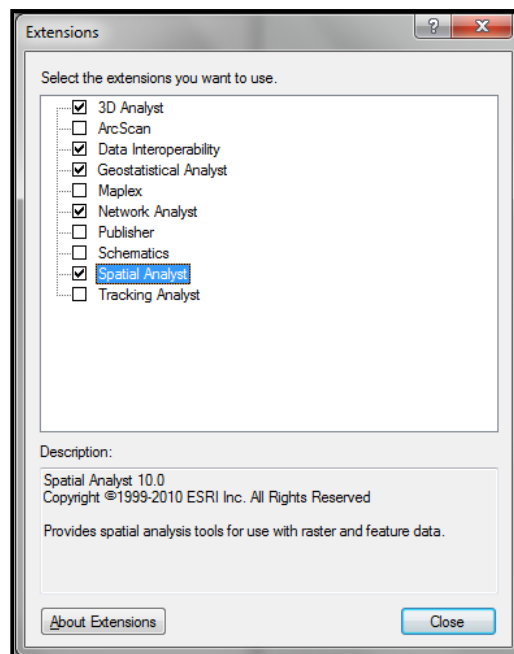 Extensions
Select the extensions you want to use.
3D Analyst
ArcScan
Data Interoperability
Geostatistical Analyst
Maplex
Network Analyst
Publisher
Schematics
Spatial Analyst
Tracking Analyst
Description:
Spatial Analyst 10.0
Copyright ©1999-2010 ESRI Inc. All Rights Reserved
Provides spatial analysis tools for use with raster and feature data.
About Extensions Close